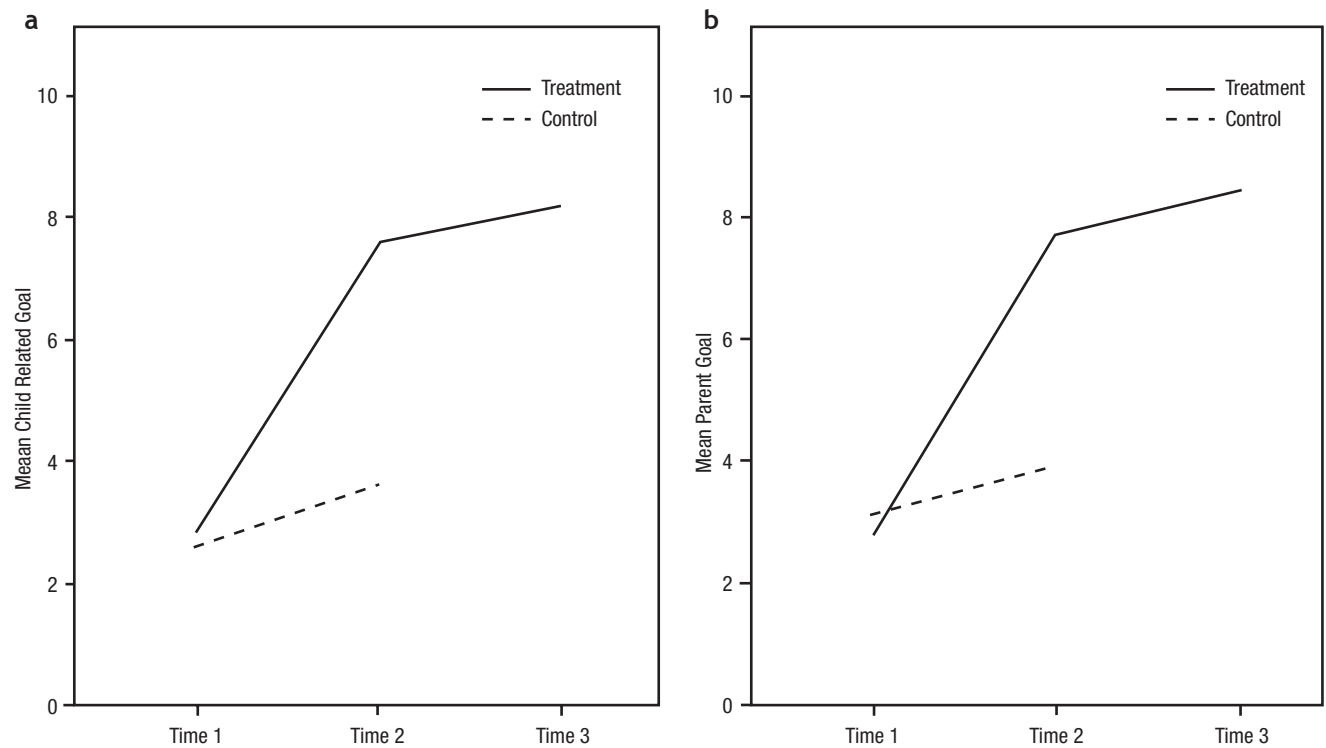 a
10
8
6
4
2
0
Meaan Child Related Goal
Treatment
Control
Time 1
Time 2
Time 3
b
10
8
6
4
2
0
Mean Parent Goal
Treatment
Control
Time 1
Time 2
Time 3